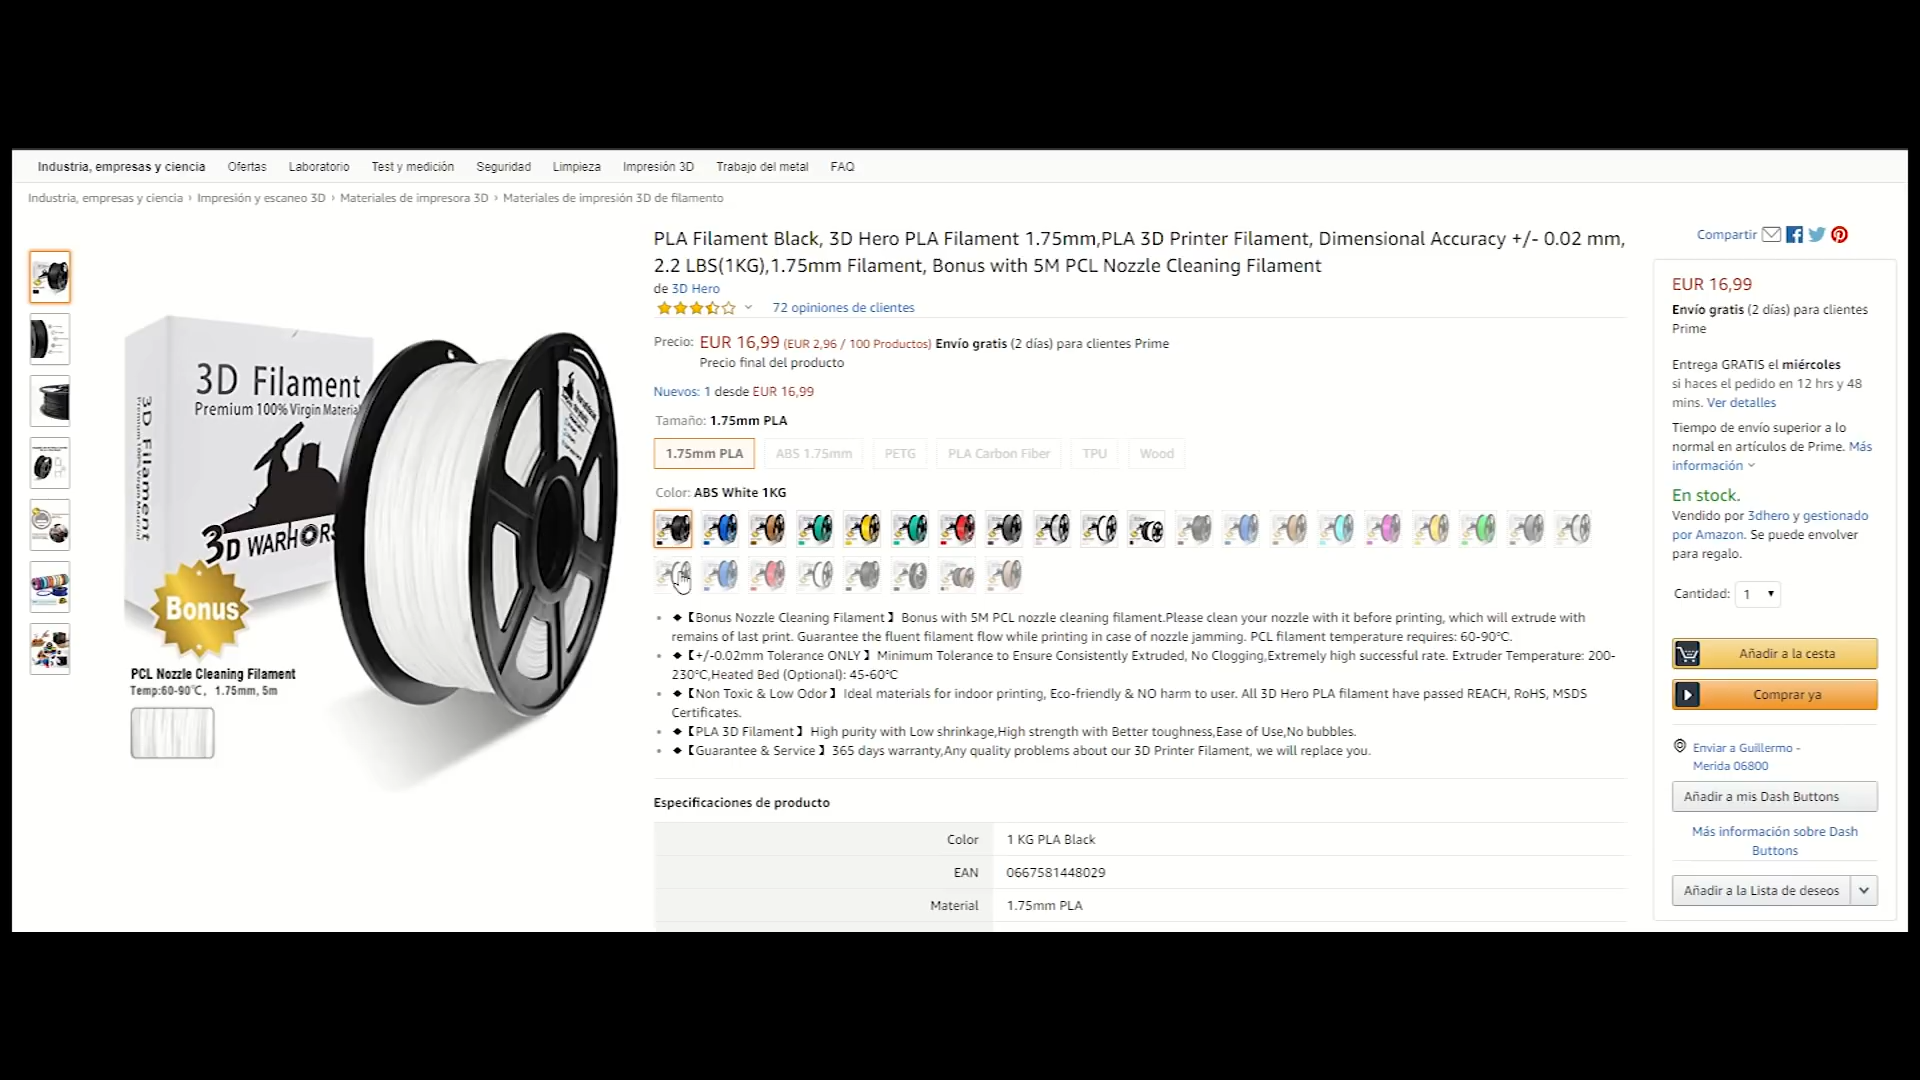 Industria, empresas y ciencia Ofertas Laboratorio Test y medición Seguridad Limpieza Impresión 3D Trabajo del metal FAQ
Industria, empresas y ciencia › Impresión y escaneo 3D › Materiales de impresora 3D › Materiales de impresión 3D de filamento
3D Filament
Premium 100% Virgin Material
3D Filament
3D WARHORS
Bonus
PCL Nozzle Cleaning Filament
Temp:60-90℃, 1.75mm, 5m
PLA Filament Black, 3D Hero PLA Filament 1.75mm,PLA 3D Printer Filament, Dimensional Accuracy +/- 0.02 mm,
2.2 LBS(1KG),1.75mm Filament, Bonus with 5M PCL Nozzle Cleaning Filament
de 3D Hero
72 opiniones de clientes
Precio: EUR 16,99 (EUR 2,96 / 100 Productos) Envío gratis (2 días) para clientes Prime
Precio final del producto
Nuevos: 1 desde EUR 16,99
Tamaño: 1.75mm PLA
1.75mm PLA ABS 1.75mm PETG PLA Carbon Fiber TPU Wood
Color: ABS White 1KG
◆【Bonus Nozzle Cleaning Filament】Bonus with 5M PCL nozzle cleaning filament.Please clean your nozzle with it before printing, which will extrude with
remains of last print. Guarantee the fluent filament flow while printing in case of nozzle jamming. PCL filament temperature requires: 60-90℃.
◆【+/-0.02mm Tolerance ONLY】Minimum Tolerance to Ensure Consistently Extruded, No Clogging,Extremely high successful rate. Extruder Temperature: 200-
230℃,Heated Bed (Optional): 45-60℃
◆【Non Toxic & Low Odor】Ideal materials for indoor printing, Eco-friendly & NO harm to user. All 3D Hero PLA filament have passed REACH, RoHS, MSDS
Certificates.
◆【PLA 3D Filament】High purity with Low shrinkage,High strength with Better toughness,Ease of Use,No bubbles.
◆【Guarantee & Service】365 days warranty,Any quality problems about our 3D Printer Filament, we will replace you.
Especificaciones de producto
Color 1 KG PLA Black
EAN 0667581448029
Material 1.75mm PLA
Compartir
EUR 16,99
Envío gratis (2 días) para clientes
Prime
Entrega GRATIS el miércoles
si haces el pedido en 12 hrs y 48
mins. Ver detalles
Tiempo de envío superior a lo
normal en artículos de Prime. Más
información
En stock.
Vendido por 3dhero y gestionado
por Amazon. Se puede envolver
para regalo.
Cantidad: 1
Añadir a la cesta
Comprar ya
Enviar a Guillermo -
Merida 06800
Añadir a mis Dash Buttons
Más información sobre Dash
Buttons
Añadir a la Lista de deseos